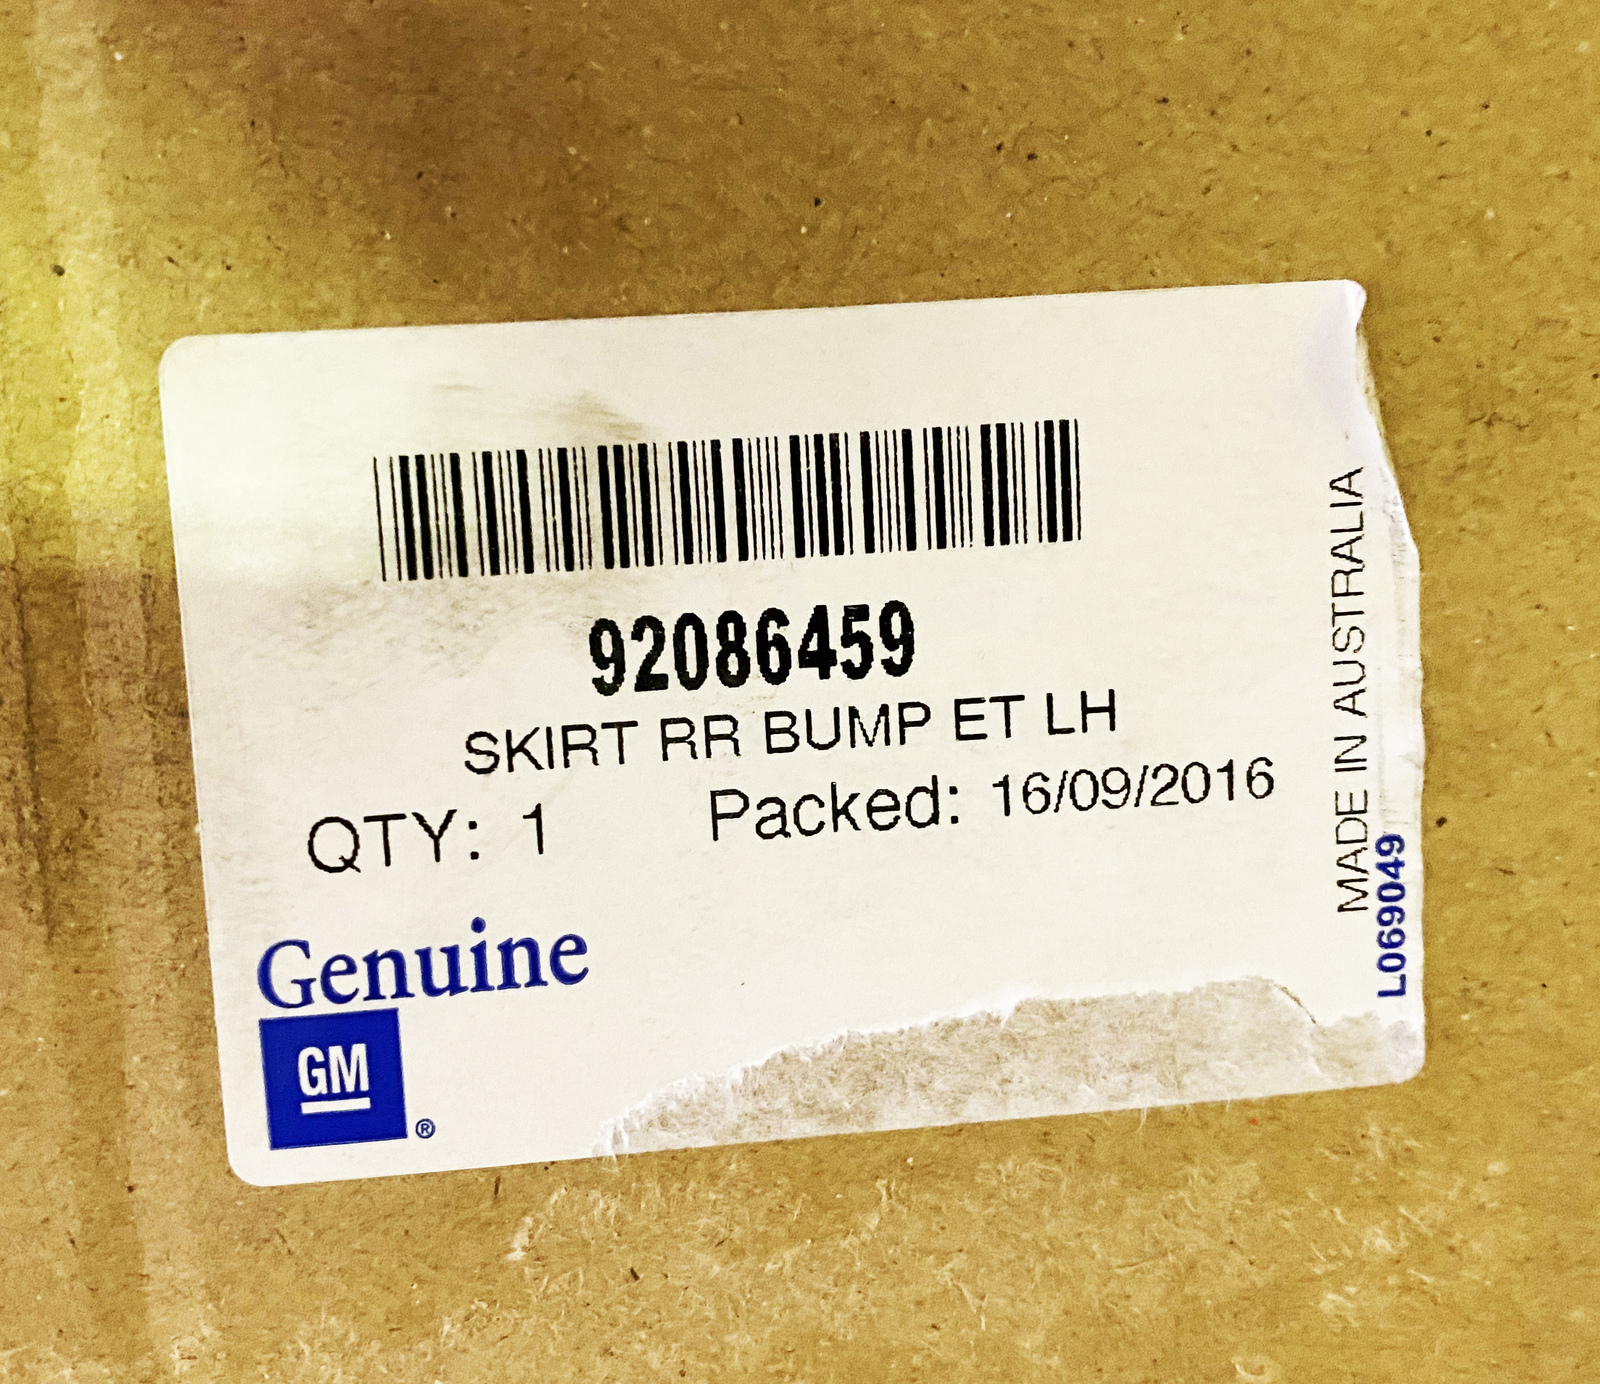 92086459
SKIRT RR BUMP ET LH
QTY: 1 Packed: 16/09/2016
Genuine
GM
®
MADE IN AUSTRALIA
L069049